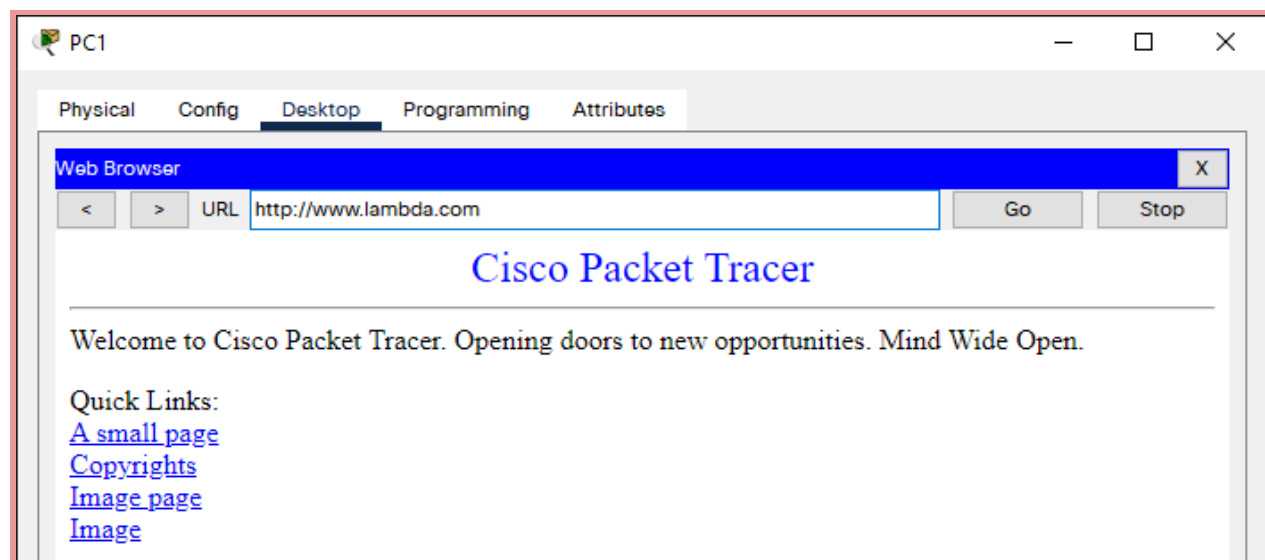 PC1
Physical Config Desktop Programming Attributes
Web Browser X
< > URL http://www.lambda.com Go Stop
Cisco Packet Tracer
Welcome to Cisco Packet Tracer. Opening doors to new opportunities. Mind Wide Open.
Quick Links:
A small page
Copyrights
Image page
Image